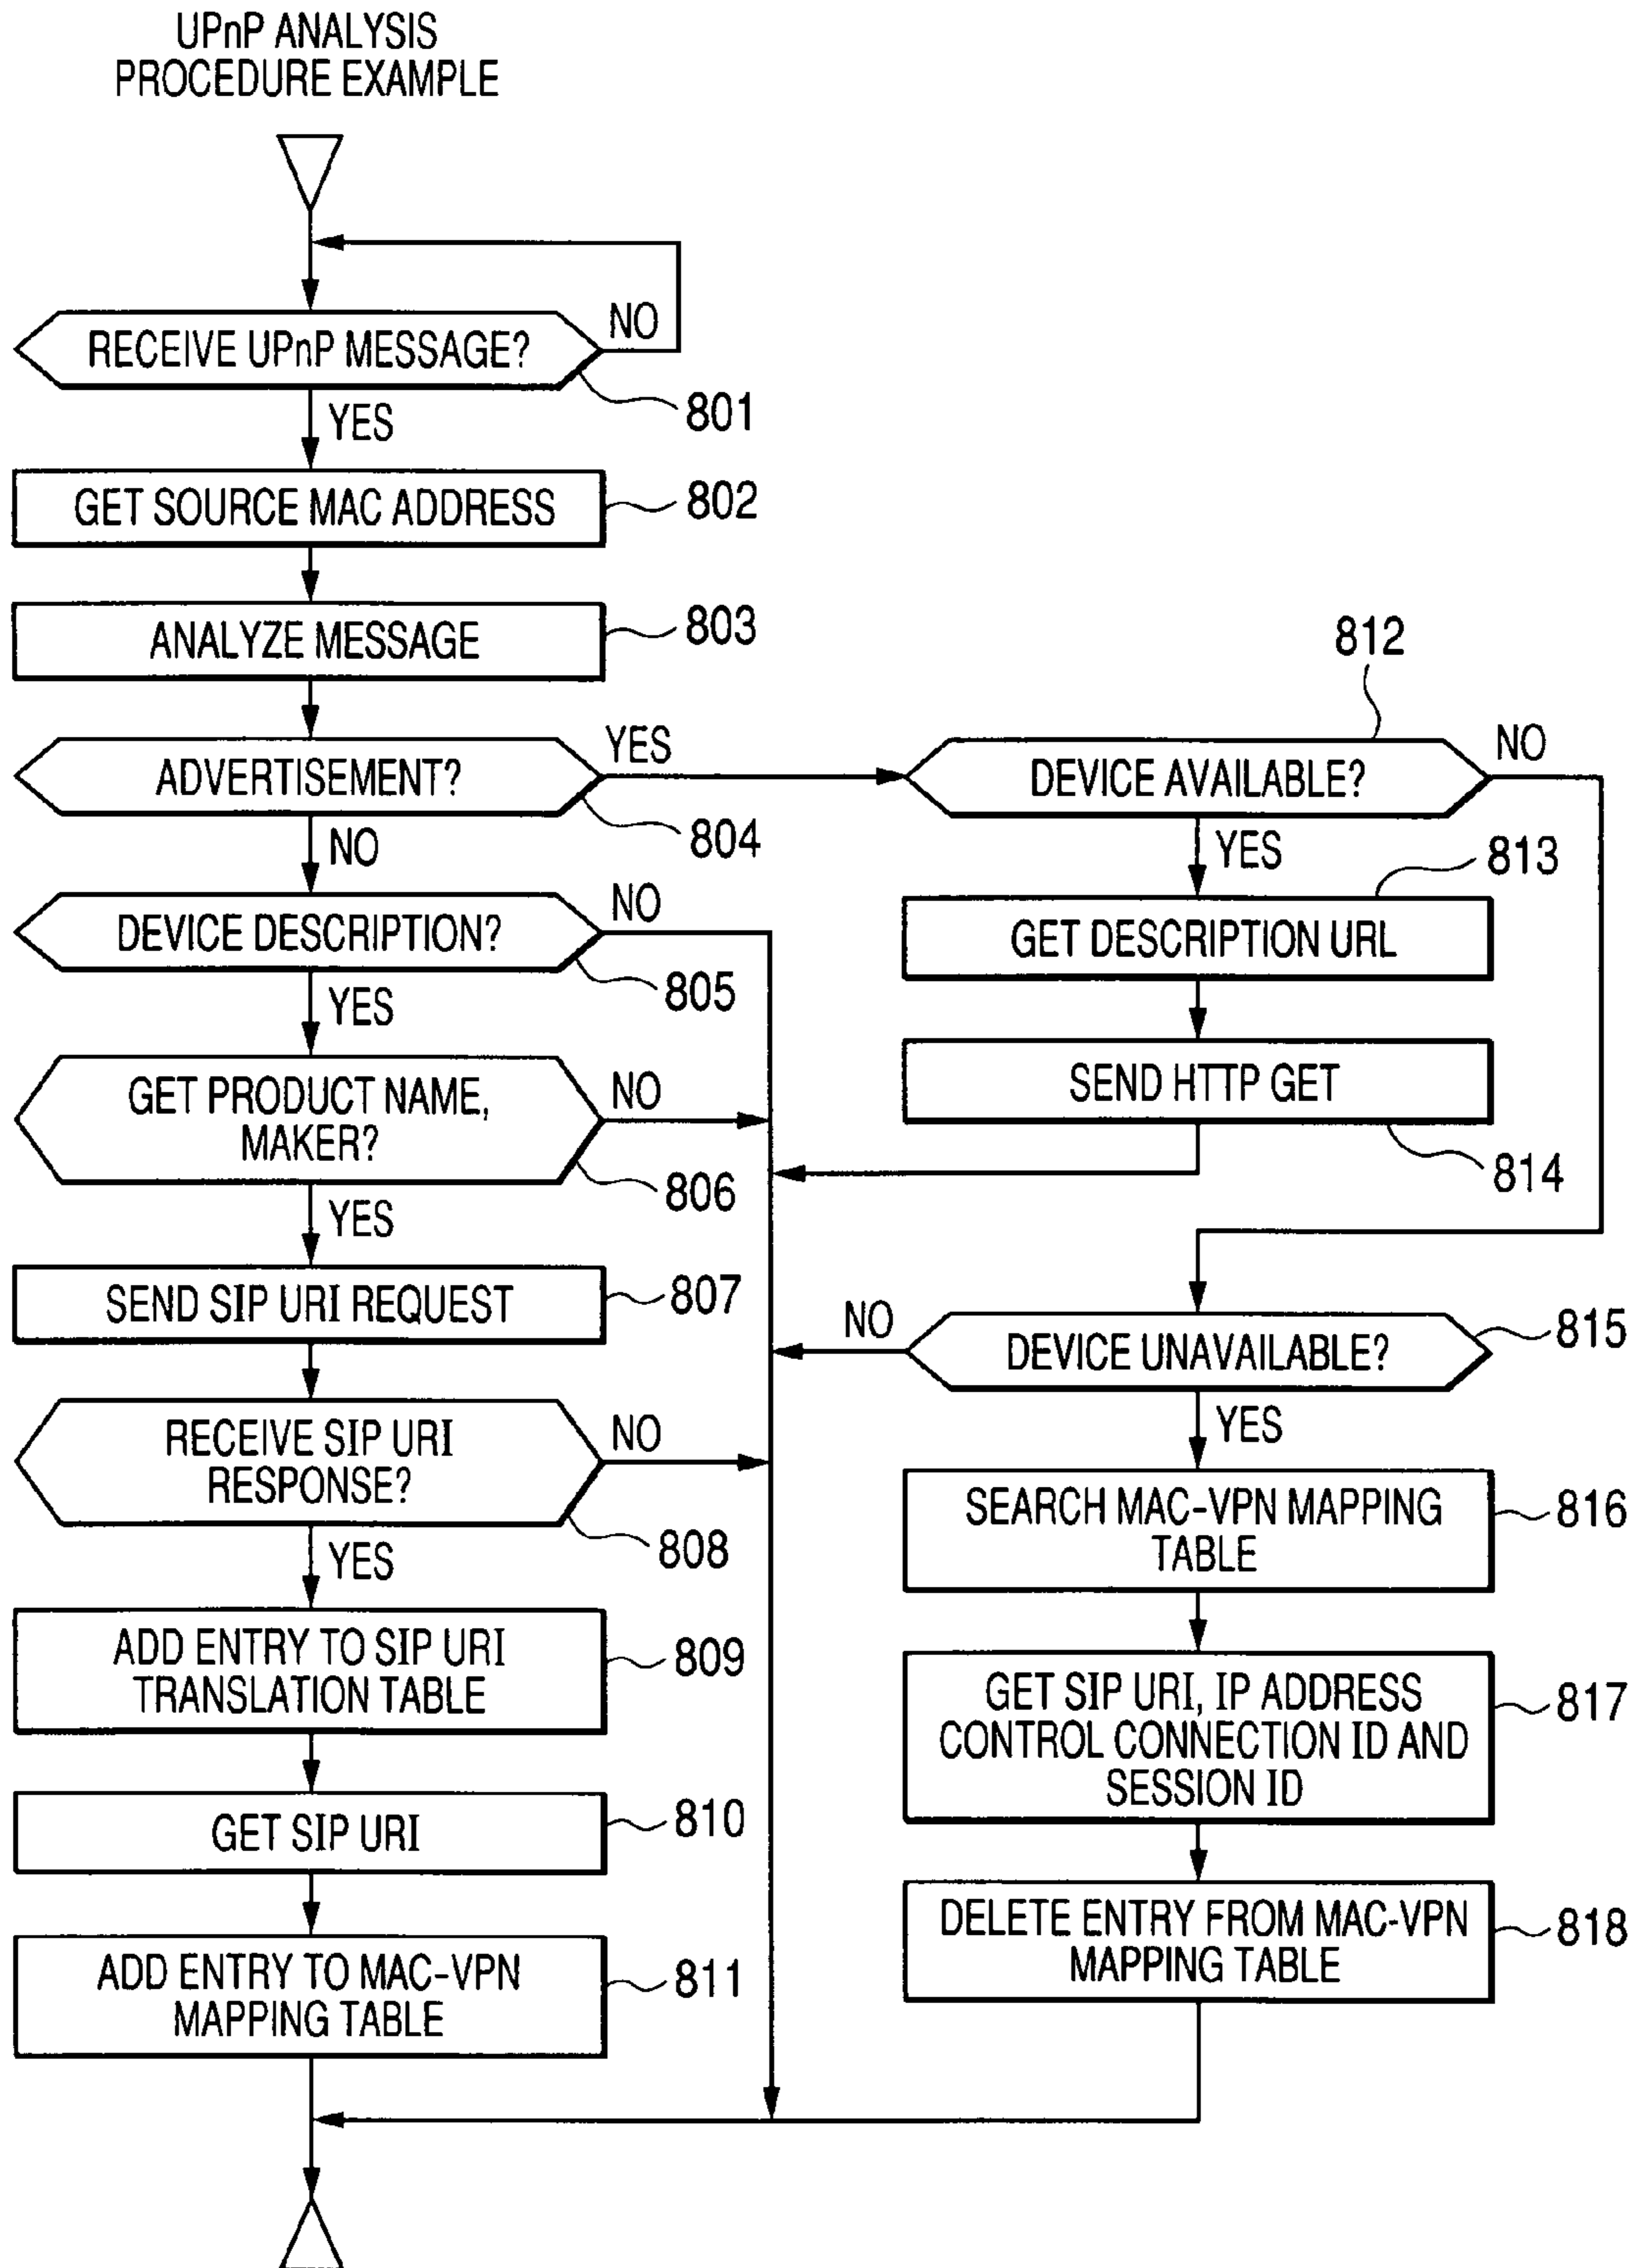 UPnP ANALYSIS
PROCEDURE EXAMPLE
RECEIVE UPnP MESSAGE?
NO
801
YES
GET SOURCE MAC ADDRESS
802
ANALYZE MESSAGE
803
ADVERTISEMENT?
YES
804
NO
DEVICE DESCRIPTION?
NO
805
YES
GET PRODUCT NAME,
MAKER?
NO
806
YES
SEND SIP URI REQUEST
807
RECEIVE SIP URI
RESPONSE?
NO
808
YES
ADD ENTRY TO SIP URI
TRANSLATION TABLE
809
GET SIP URI
810
ADD ENTRY TO MAC-VPN
MAPPING TABLE
811
812
DEVICE AVAILABLE?
NO
YES
813
GET DESCRIPTION URL
SEND HTTP GET
814
NO
DEVICE UNAVAILABLE?
815
YES
SEARCH MAC-VPN MAPPING
TABLE
816
GET SIP URI, IP ADDRESS
CONTROL CONNECTION ID AND
SESSION ID
817
DELETE ENTRY FROM MAC-VPN
MAPPING TABLE
818